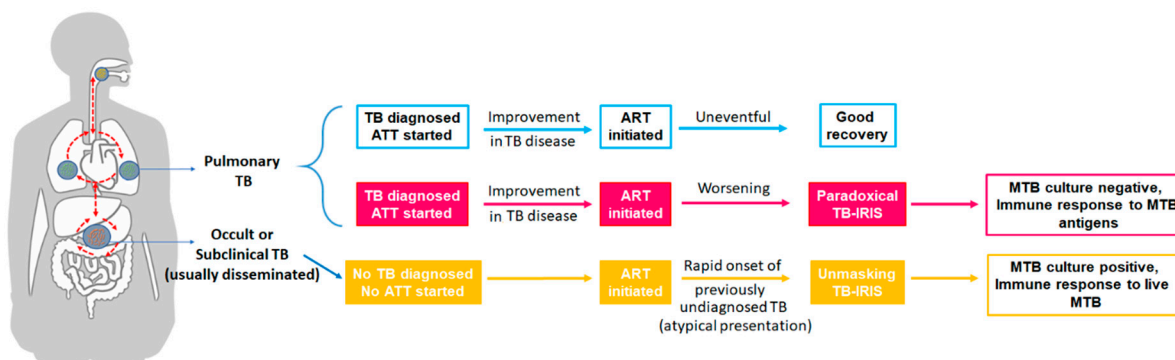 Pulmonary
TB
Occult or
Subclinical TB
(usually disseminated)
TB diagnosed
ATT started
Improvement
in TB disease
ART
initiated
Uneventful
Good
recovery
TB diagnosed
ATT started
Improvement
in TB disease
ART
initiated
Worsening
Paradoxical
TB-IRIS
MTB culture negative,
Immune response to MTB
antigens
No TB diagnosed
No ATT started
ART
initiated
Rapid onset of
previously
undiagnosed TB
(atypical presentation)
Unmasking
TB-IRIS
MTB culture positive,
Immune response to live
MTB